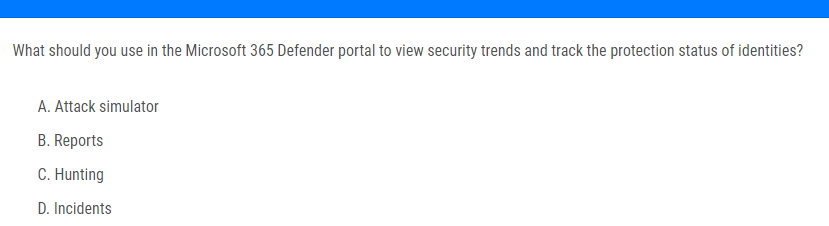 What should you use in the Microsoft 365 Defender portal to view security trends and track the protection status of identities?
A. Attack simulator
B. Reports
C. Hunting
D. Incidents